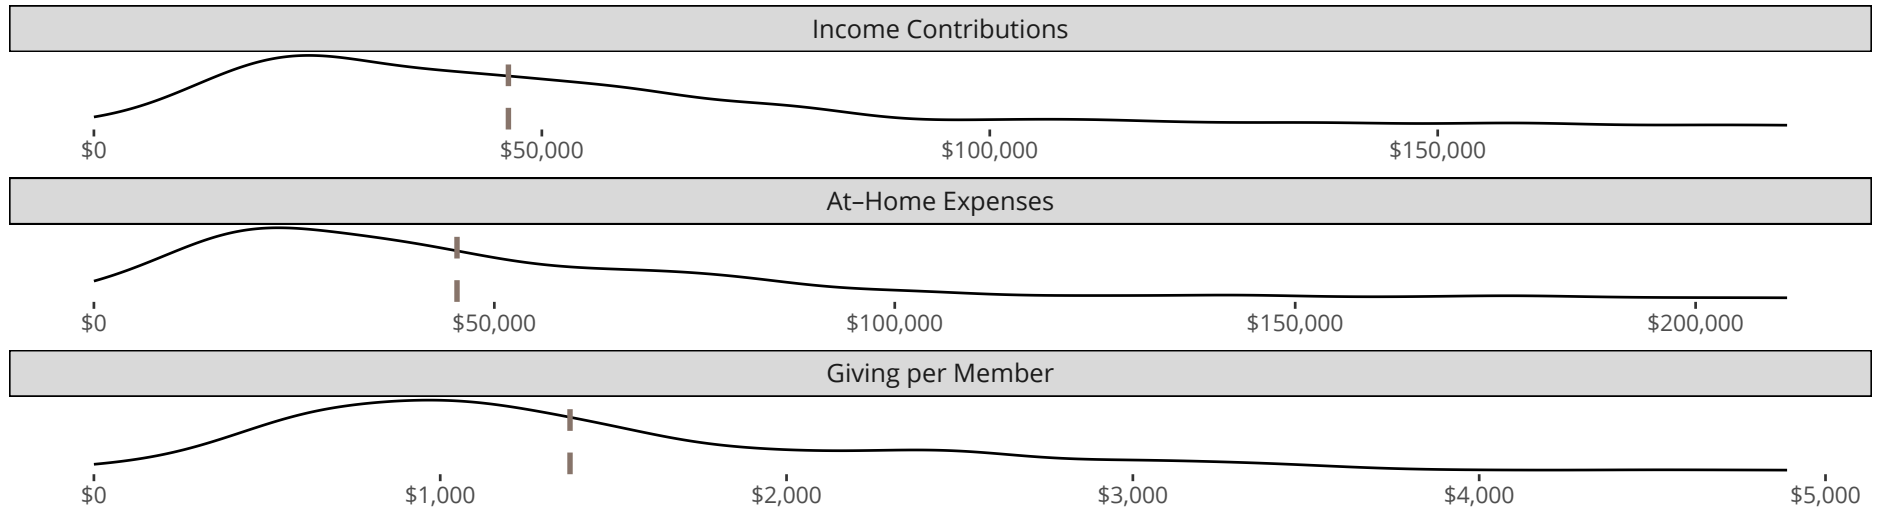 Income Contributions
$0 $50,000 $100,000 $150,000
At–Home Expenses
$0 $50,000 $100,000 $150,000 $200,000
Giving per Member
$0 $1,000 $2,000 $3,000 $4,000 $5,000